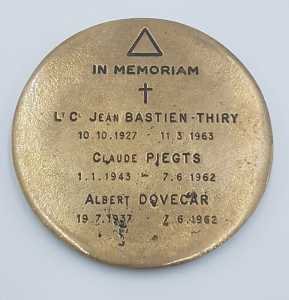 IN MEMORIAM
Lt Cl JEAN BASTIEN-THIRY
10.10.1927 - 11.3.1963
CLAUDE PIEGTS
1.1.1943 - 7.6.1962
ALBERT DOVECAR
19.7.1937 - 7.6.1962